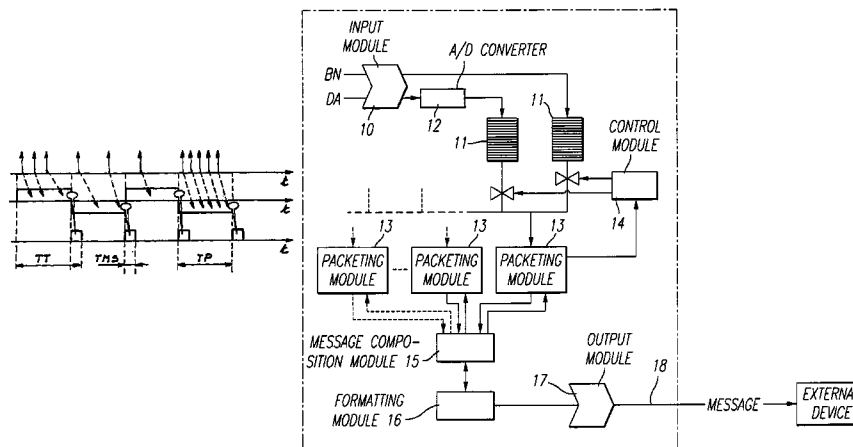 INPUT
MODULE
A/D CONVERTER
BN
DA
10
12
11
11
CONTROL
MODULE
14
t
t
t
TT
TMS
TP
13
13
13
PACKETING
MODULE
PACKETING
MODULE
PACKETING
MODULE
MESSAGE COMPO-
SITION MODULE 15
OUTPUT
MODULE
FORMATTING
MODULE 16
17
18
MESSAGE
EXTERNAL
DEVICE